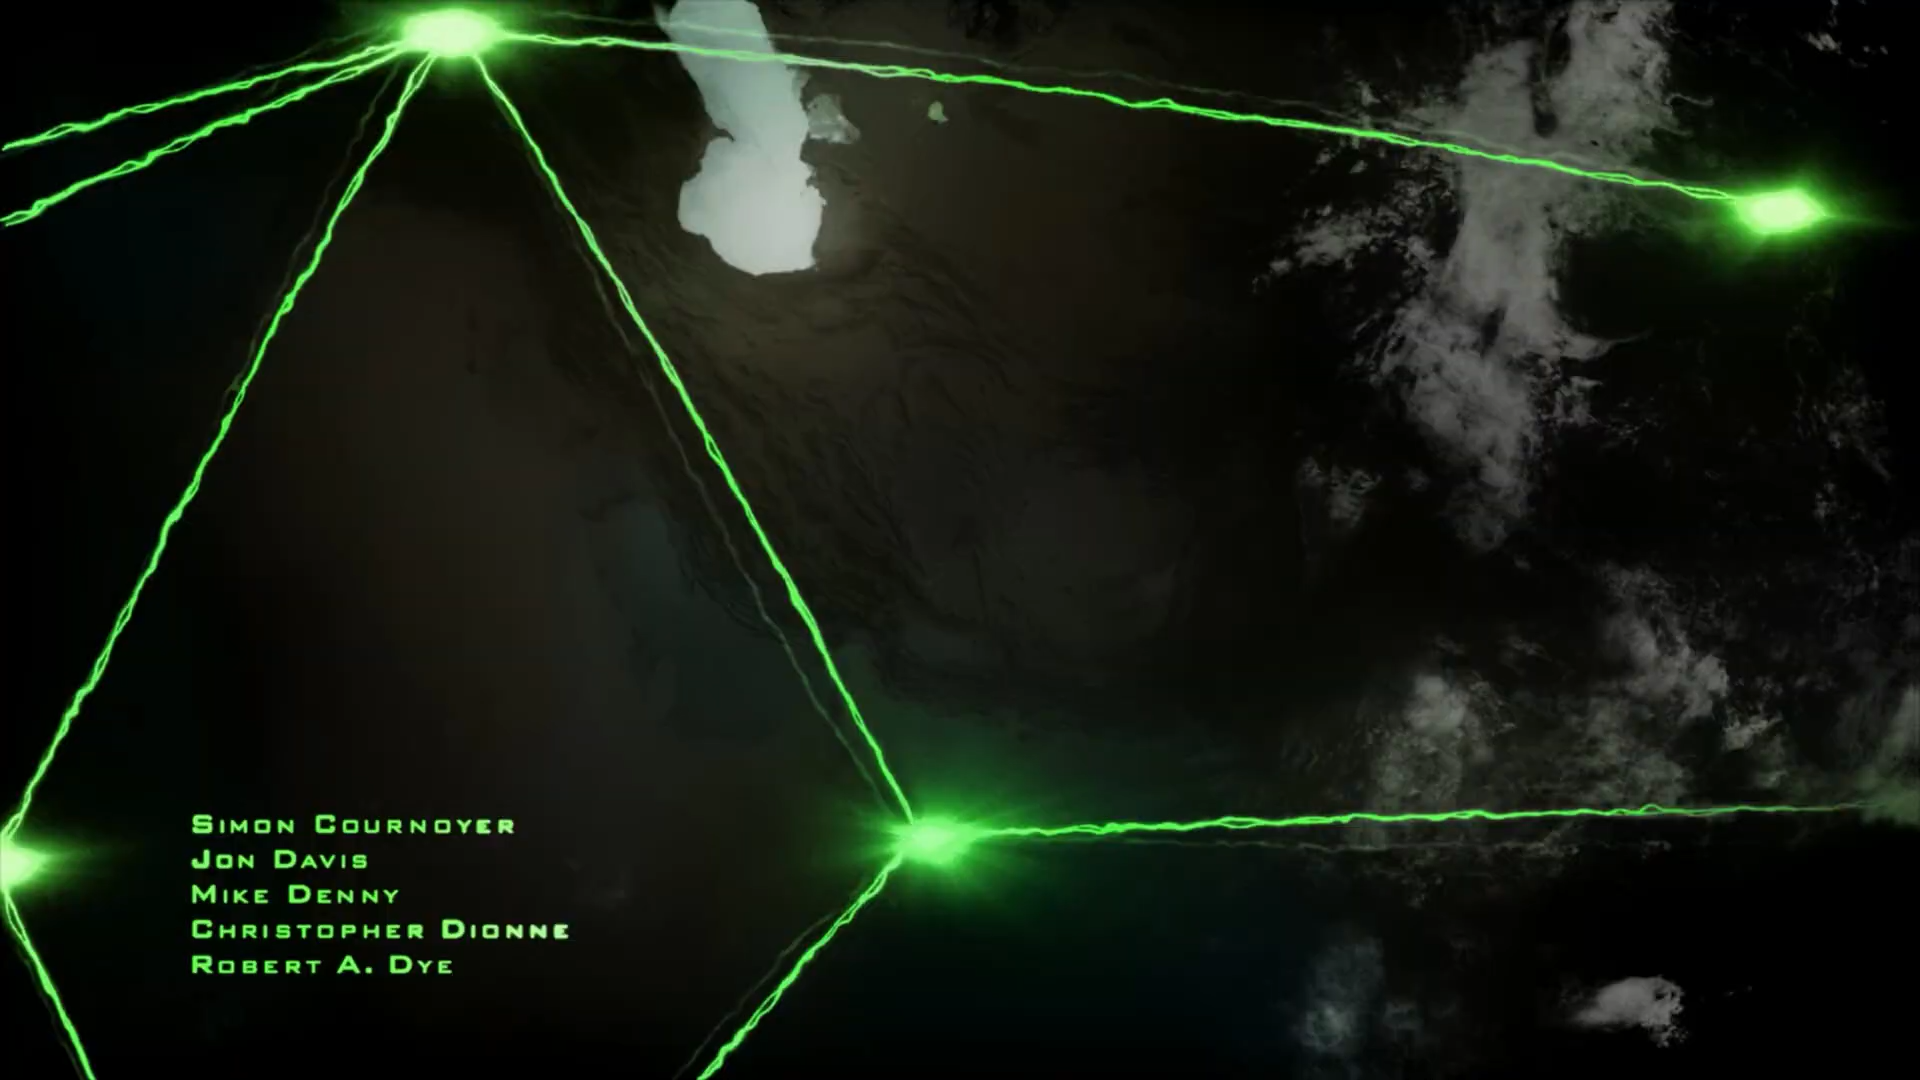 Simon Cournoyer
Jon Davis
Mike Denny
Christopher Dionne
Robert A. Dye